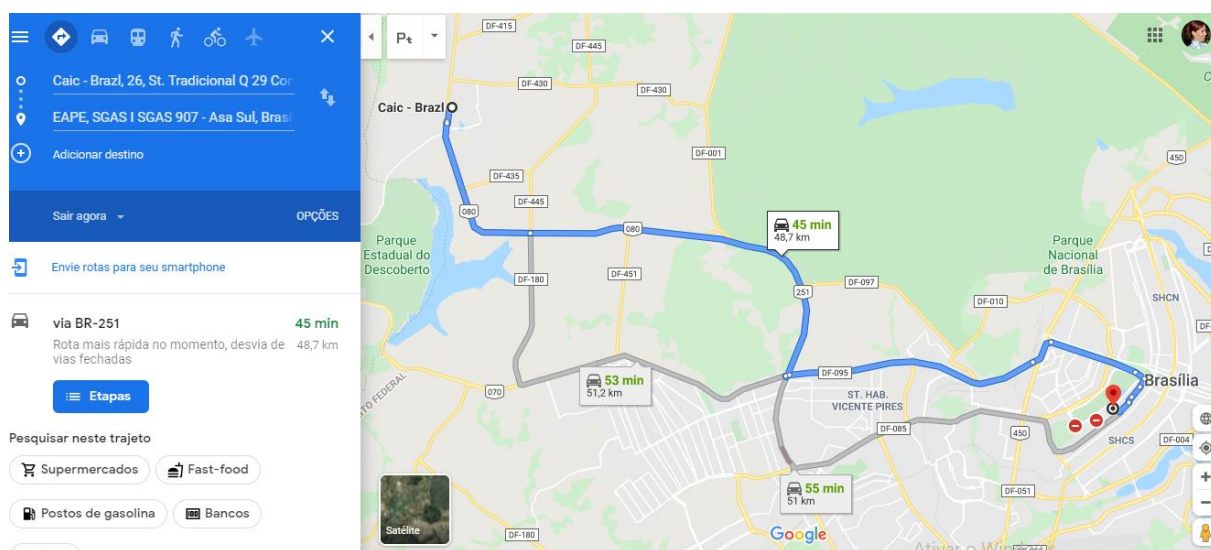 Caic - Brazl, 26, St. Tradicional Q 29 Con
EAPE, SGAS I SGAS 907 - Asa Sul, Brasi
Adicionar destino
Sair agora
OPÇÕES
Envie rotas para seu smartphone
via BR-251
45 min
Rota mais rápida no momento, desvia de
48,7 km
vias fechadas
Etapas
Pesquisar neste trajeto
Supermercados
Fast-food
Postos de gasolina
Bancos
DF-415
DF-445
DF-430
DF-430
Caic - Brazl
DF-001
450
DF-435
DF-445
080
080
45 min
48,7 km
Parque
Estadual do
Descoberto
Parque
Nacional
de Brasília
DF-180
DF-451
251
DF-097
DF-010
SHCN
DF-095
53 min
51,2 km
070
TO FEDERAL
ST. HAB.
VICENTE PIRES
Brasília
DF-085
450
SHCS
DF-004
55 min
51 km
DF-051
Satélite
DF-180
Google
Ativar o Windows